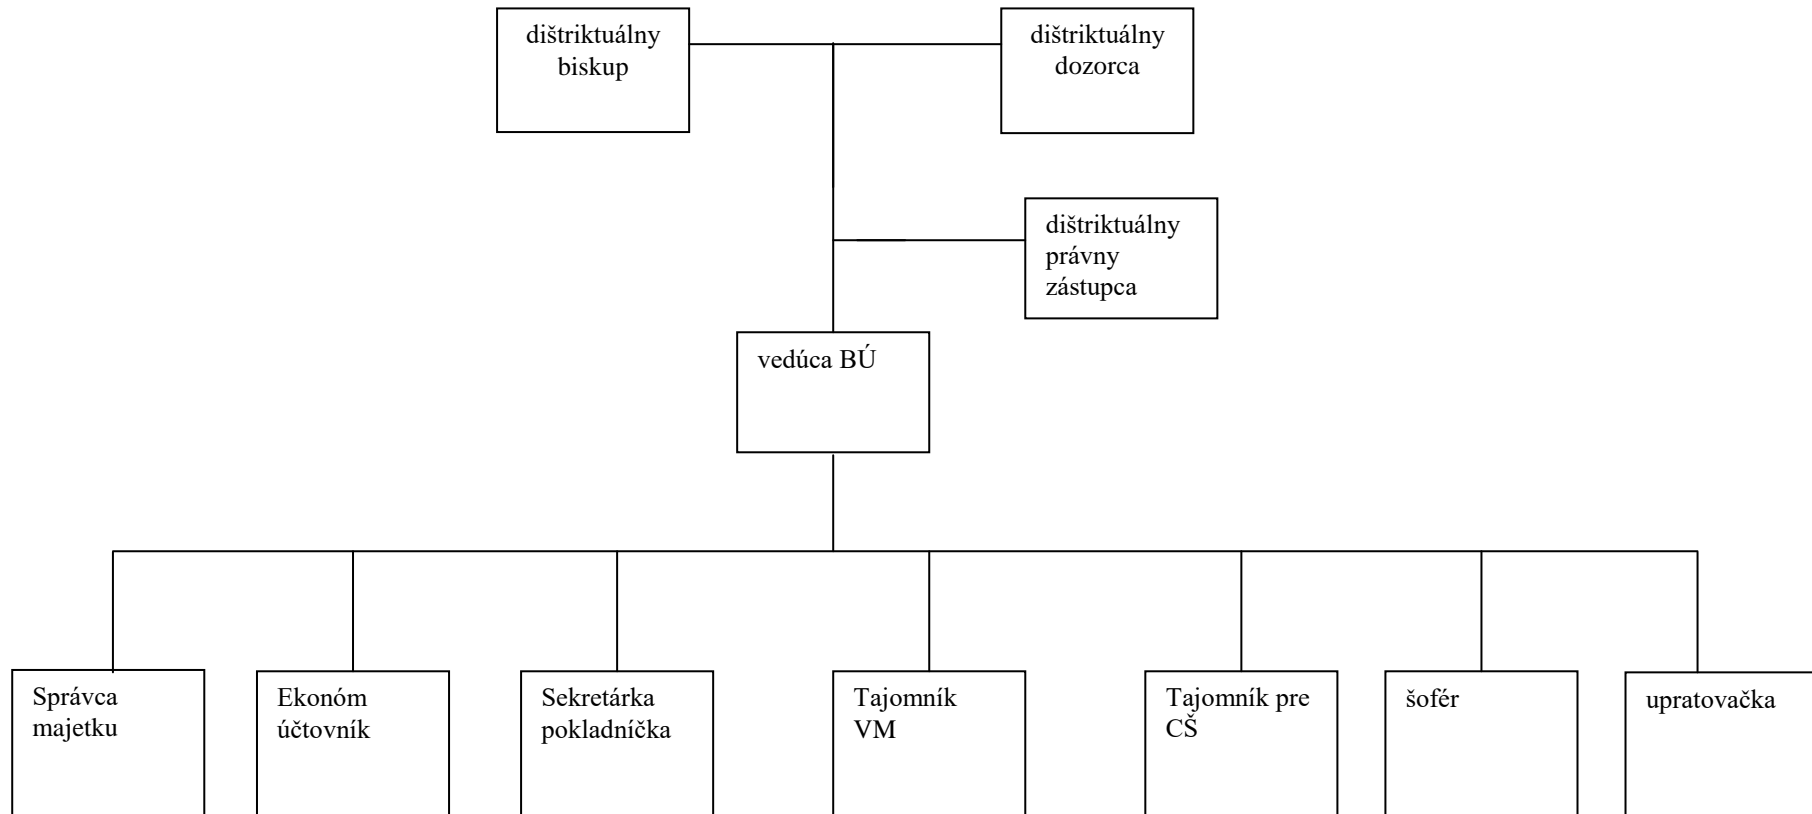 dištriktuálny
biskup
dištriktuálny
dozorca
dištriktuálny
právny
zástupca
vedúca BÚ
Správca
majetku
Ekonóm
účtovník
Sekretárka
pokladníčka
Tajomník
VM
Tajomník pre
CŠ
šofér
upratovačka